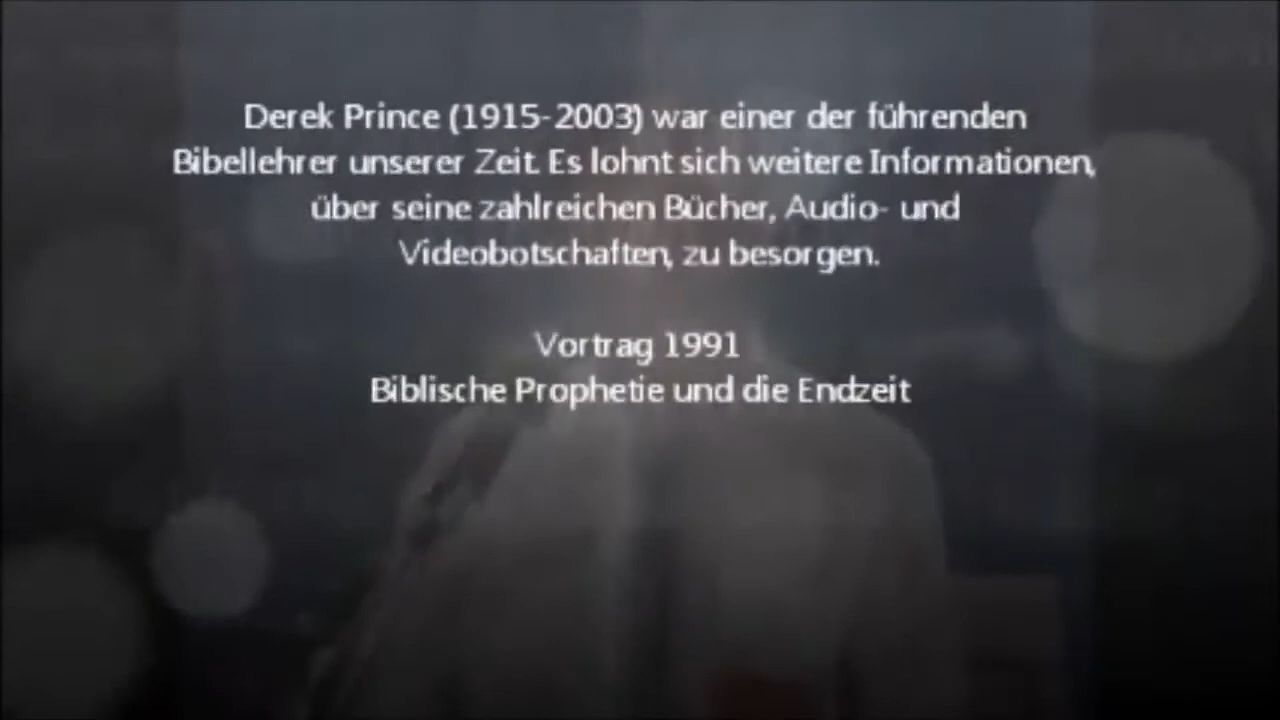 Derek Prince (1915-2003) war einer der führenden
Bibellehrer unserer Zeit. Es lohnt sich weitere Informationen,
über seine zahlreichen Bücher, Audio- und
Videobotschaften, zu besorgen.
Vortrag 1991
Biblische Prophetie und die Endzeit